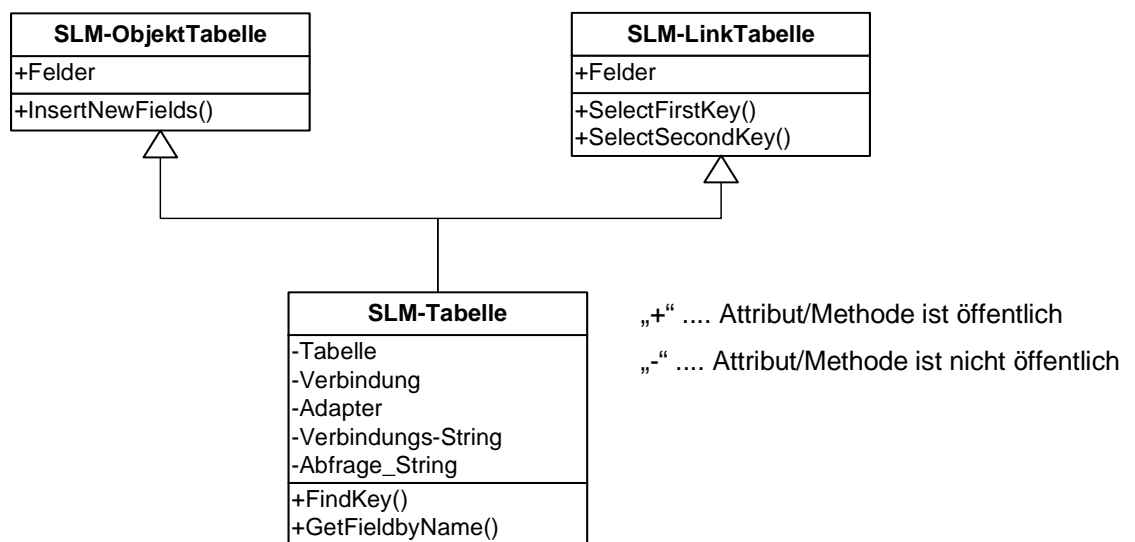 SLM-ObjektTabelle
+Felder
+InsertNewFields()
SLM-LinkTabelle
+Felder
+SelectFirstKey()
+SelectSecondKey()
SLM-Tabelle
-Tabelle
-Verbindung
-Adapter
-Verbindungs-String
-Abfrage_String
+FindKey()
+GetFieldbyName()
„+“ .... Attribut/Methode ist öffentlich
„-“ .... Attribut/Methode ist nicht öffentlich